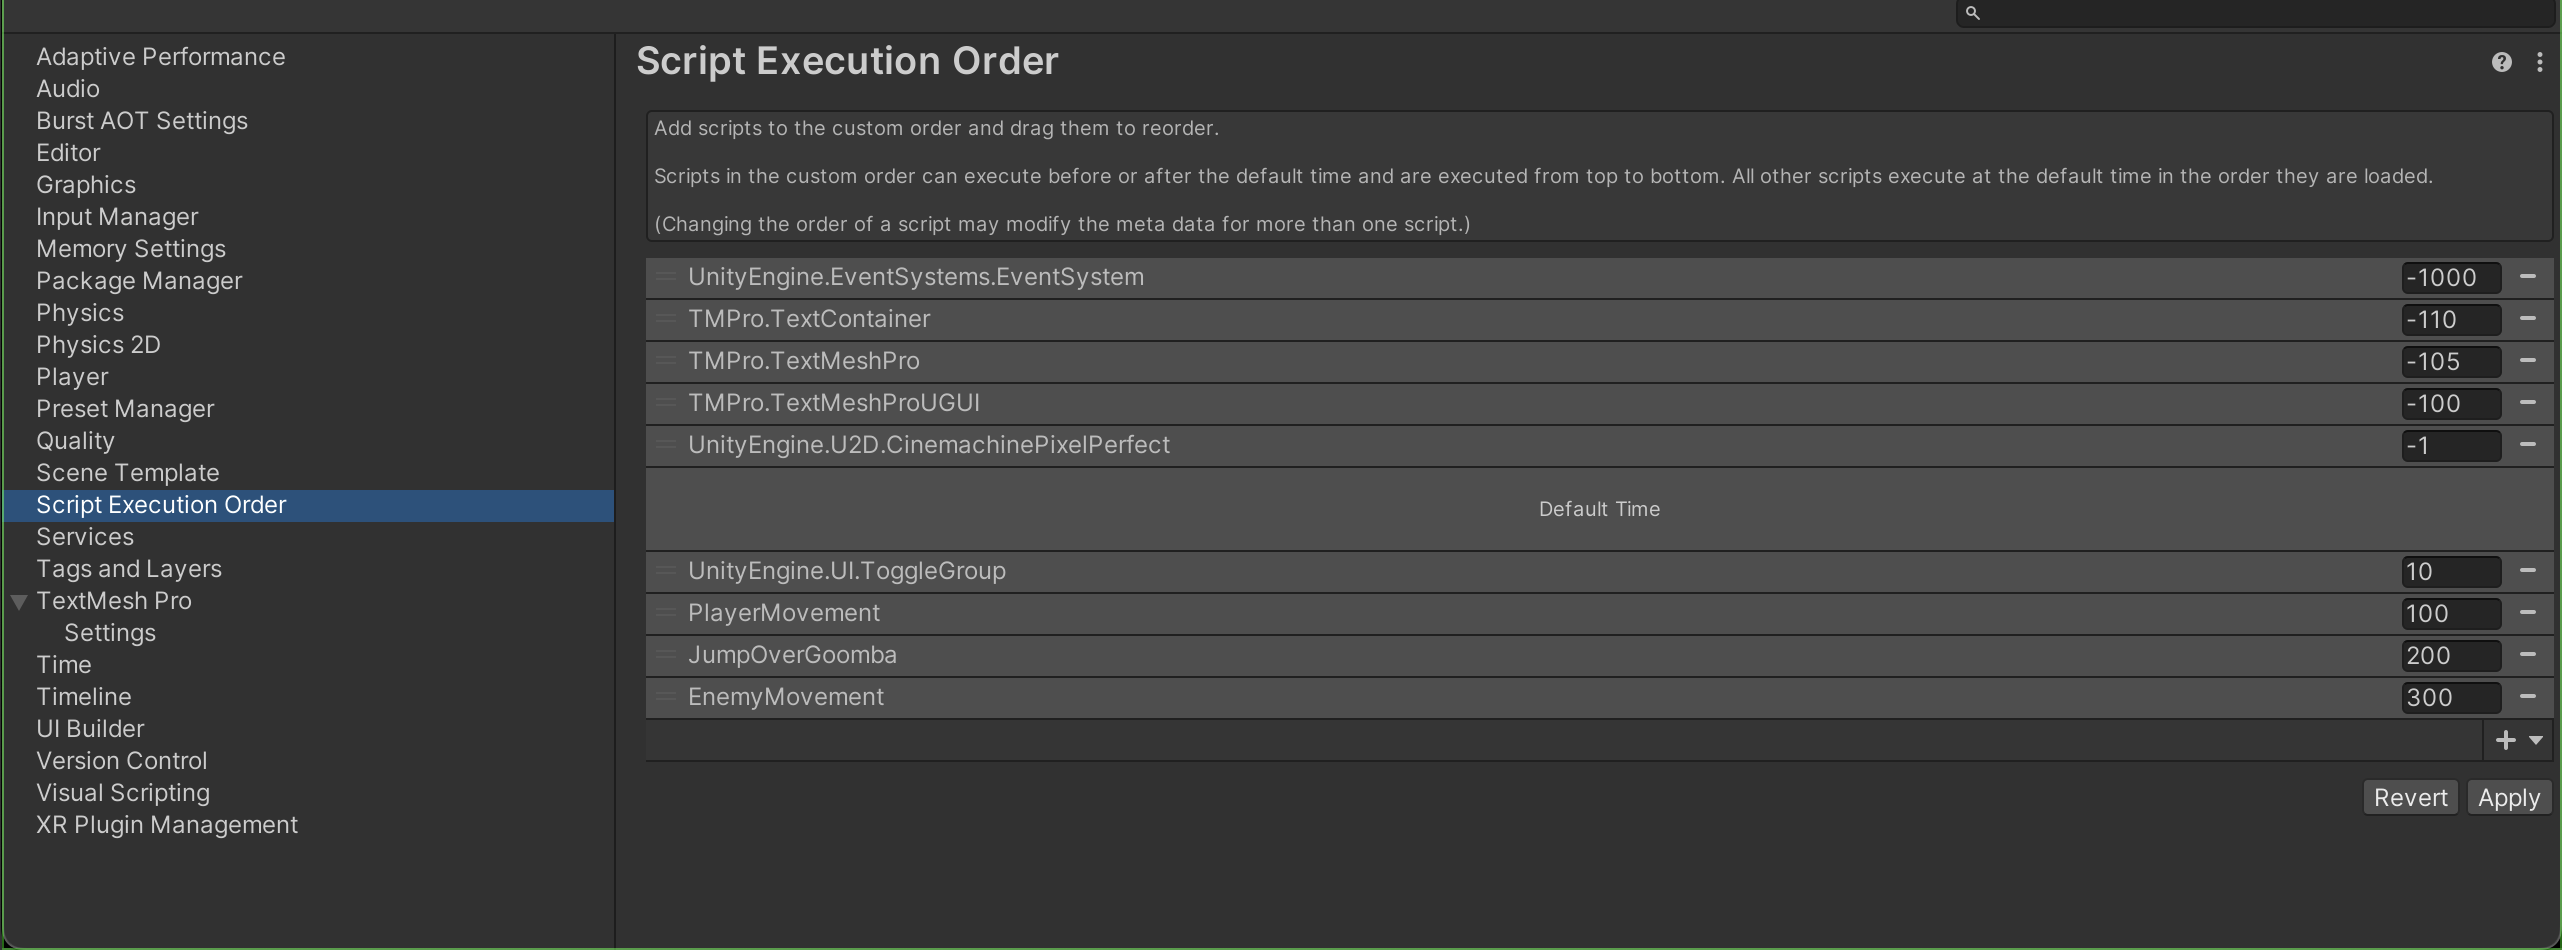 Adaptive Performance
Audio
Burst AOT Settings
Editor
Graphics
Input Manager
Memory Settings
Package Manager
Physics
Physics 2D
Player
Preset Manager
Quality
Scene Template
Script Execution Order
Services
Tags and Layers
TextMesh Pro
Settings
Time
Timeline
UI Builder
Version Control
Visual Scripting
XR Plugin Management
Script Execution Order
Add scripts to the custom order and drag them to reorder.
Scripts in the custom order can execute before or after the default time and are executed from top to bottom. All other scripts execute at the default time in the order they are loaded.
(Changing the order of a script may modify the meta data for more than one script.)
UnityEngine.EventSystems.EventSystem -1000
TMPro.TextContainer -110
TMPro.TextMeshPro -105
TMPro.TextMeshProUGUI -100
UnityEngine.U2D.CinemachinePixelPerfect -1
Default Time
UnityEngine.UI.ToggleGroup 10
PlayerMovement 100
JumpOverGoomba 200
EnemyMovement 300
Revert Apply